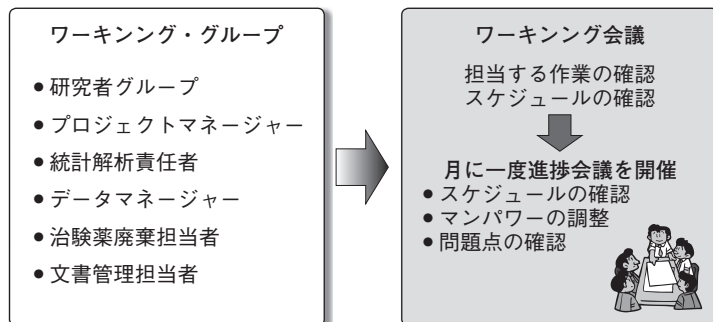 ワーキンング・グループ
●研究者グループ
●プロジェクトマネージャー
●統計解析責任者
●データマネージャー
●治験薬廃棄担当者
●文書管理担当者
ワーキンング会議
担当する作業の確認
スケジュールの確認
月に一度進捗会議を開催
●スケジュールの確認
●マンパワーの調整
●問題点の確認